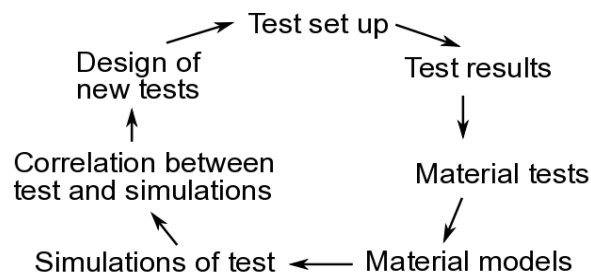 Test set up
Test results
Material tests
Material models
Simulations of test
Correlation between
test and simulations
Design of
new tests